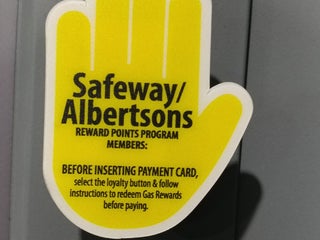 Safeway/
Albertsons
REWARD POINTS PROGRAM
MEMBERS:
BEFORE INSERTING PAYMENT CARD,
select the loyalty button & follow
instructions to redeem Gas Rewards
before paying.